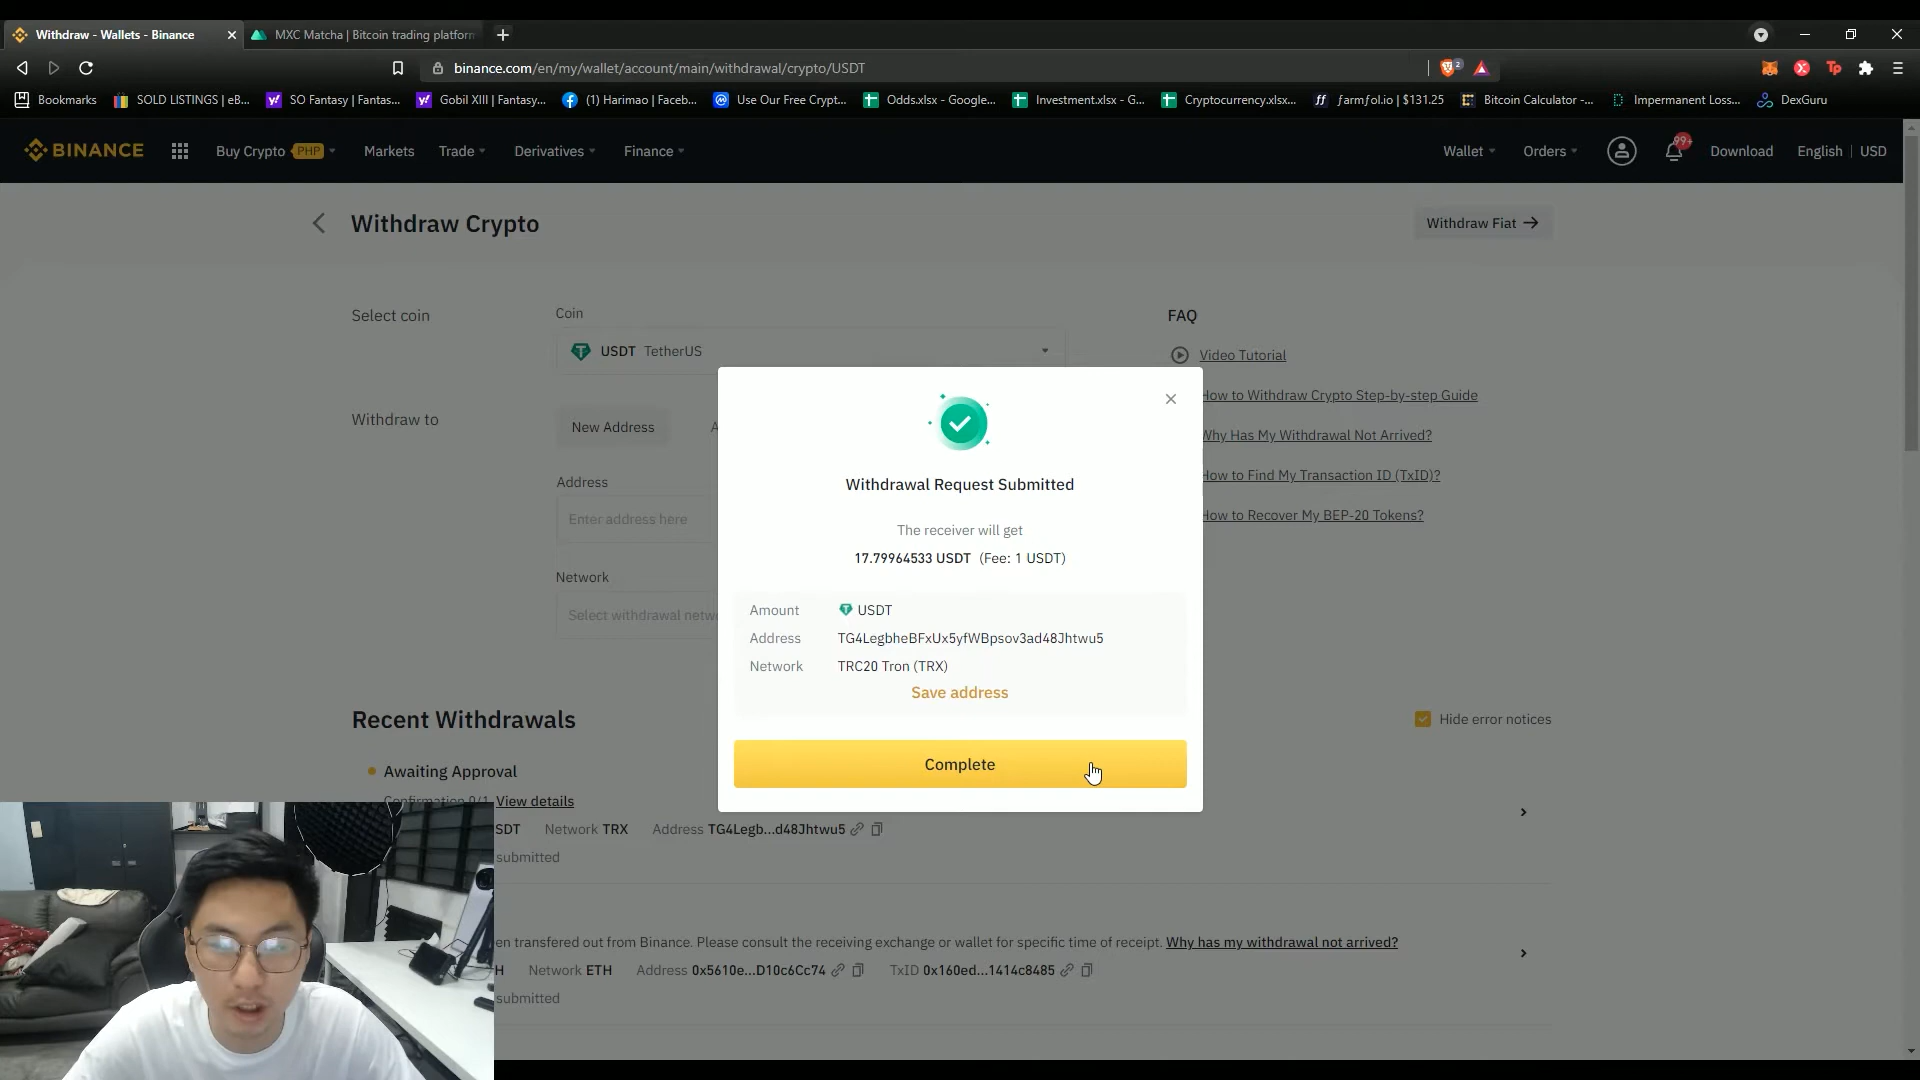 Withdraw - Wallets - Binance
MXC Matcha | Bitcoin trading platform
binance.com/en/my/wallet/account/main/withdrawal/crypto/USDT
2
Bookmarks
SOLD LISTINGS | eB...
SO Fantasy | Fantas...
Gobil XIII | Fantasy...
(1) Harimao | Faceb...
Use Our Free Crypt...
Odds.xlsx - Google...
Investment.xlsx - G...
Cryptocurrency.xlsx...
ƒarmƒol.io | $131.25
Bitcoin Calculator -...
Impermanent Loss...
DexGuru
BINANCE
Buy Crypto PHP
Markets
Trade
Derivatives
Finance
Wallet
Orders
99+
Download
English | USD
Withdraw Crypto
Withdraw Fiat →
Select coin
Coin
USDT TetherUS
Withdraw to
New Address
Address
Enter address here
Network
Select withdrawal netw
FAQ
Video Tutorial
How to Withdraw Crypto Step-by-step Guide
Why Has My Withdrawal Not Arrived?
How to Find My Transaction ID (TxID)?
How to Recover My BEP-20 Tokens?
Withdrawal Request Submitted
The receiver will get
17.79964533 USDT (Fee: 1 USDT)
Amount USDT
Address TG4LegbheBFxUx5yfWBpsov3ad48Jhtwu5
Network TRC20 Tron (TRX)
Save address
Complete
Recent Withdrawals
Hide error notices
Awaiting Approval
Confirmation 0/1 View details
SDT Network TRX Address TG4Legb...d48Jhtwu5
submitted
en transfered out from Binance. Please consult the receiving exchange or wallet for specific time of receipt. Why has my withdrawal not arrived?
H Network ETH Address 0x5610e...D10c6Cc74 TxID 0x160ed...1414c8485
submitted